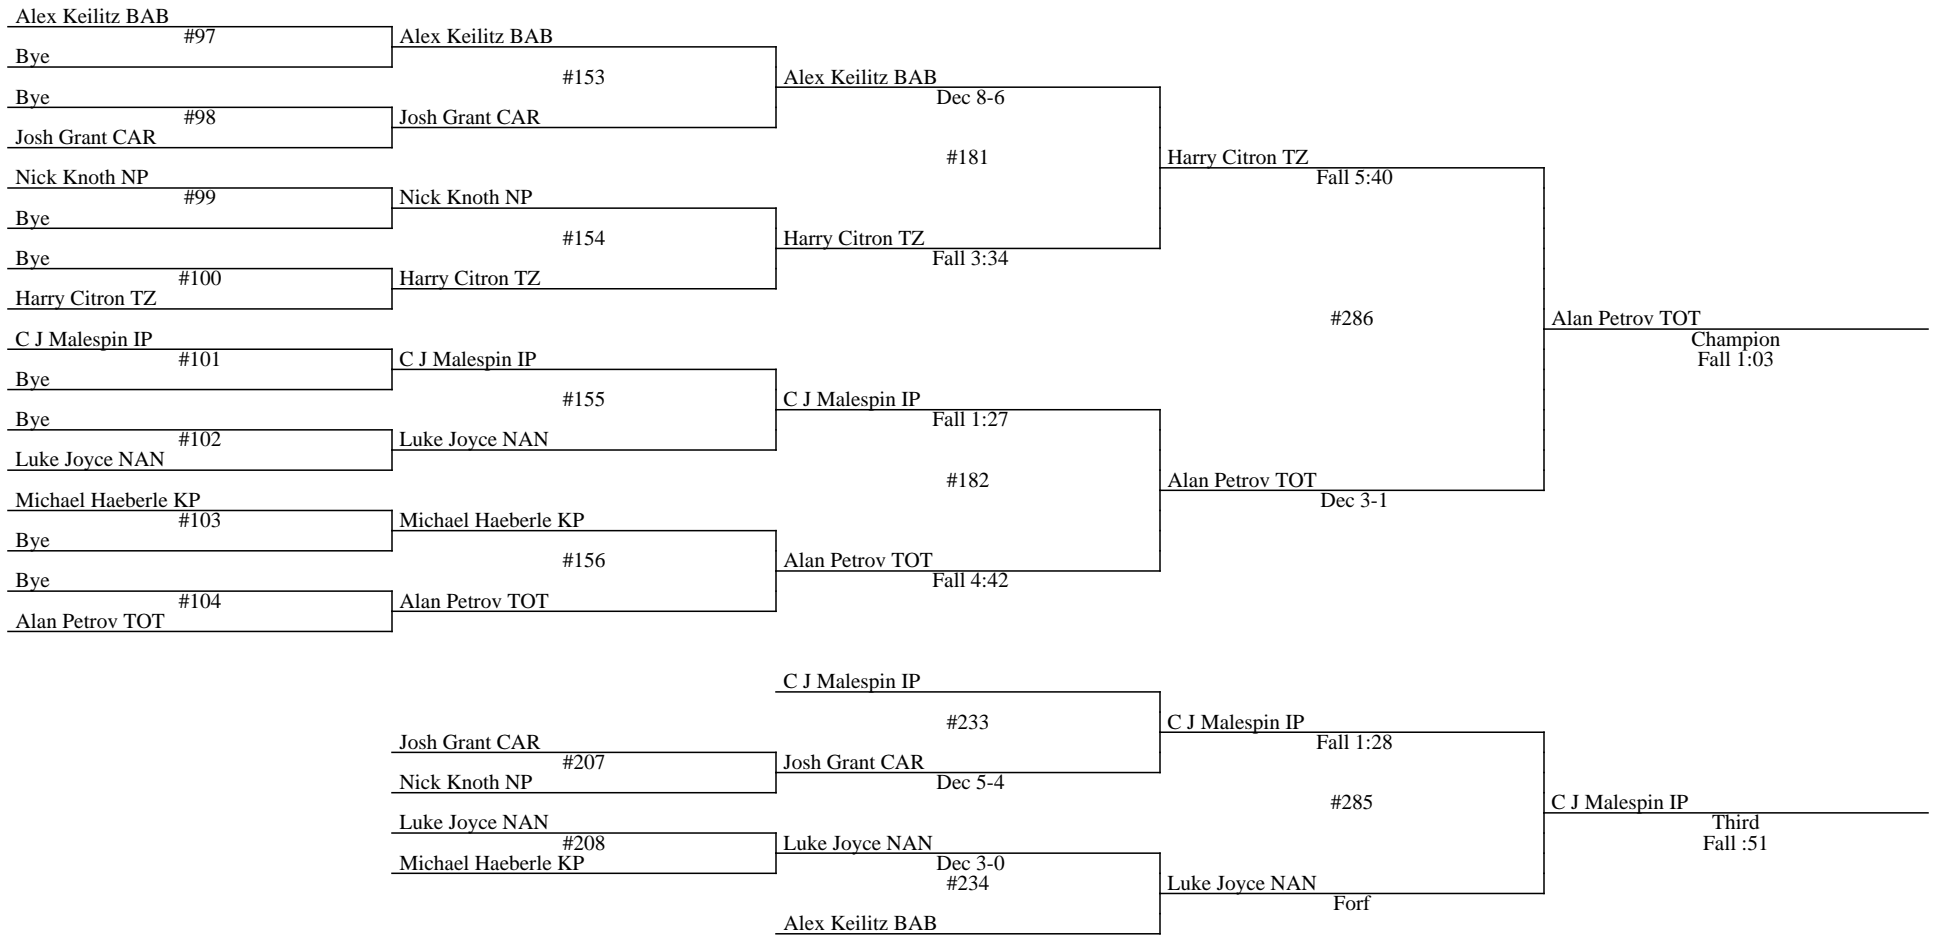 Alex Keilitz BAB
#97
Bye
Alex Keilitz BAB
#153
Bye
#98
Josh Grant CAR
Josh Grant CAR
Alex Keilitz BAB
Dec 8-6
#181
Nick Knoth NP
#99
Bye
Nick Knoth NP
#154
Bye
#100
Harry Citron TZ
Harry Citron TZ
Harry Citron TZ
Fall 3:34
Harry Citron TZ
Fall 5:40
#286
C J Malespin IP
#101
Bye
C J Malespin IP
#155
Bye
#102
Luke Joyce NAN
Luke Joyce NAN
C J Malespin IP
Fall 1:27
#182
Michael Haeberle KP
#103
Bye
Michael Haeberle KP
#156
Bye
#104
Alan Petrov TOT
Alan Petrov TOT
Alan Petrov TOT
Fall 4:42
Alan Petrov TOT
Dec 3-1
Alan Petrov TOT
Champion
Fall 1:03
C J Malespin IP
#233
Josh Grant CAR
#207
Nick Knoth NP
Josh Grant CAR
Dec 5-4
C J Malespin IP
Fall 1:28
#285
Luke Joyce NAN
#208
Michael Haeberle KP
Luke Joyce NAN
Dec 3-0
#234
Alex Keilitz BAB
Luke Joyce NAN
Forf
C J Malespin IP
Third
Fall :51